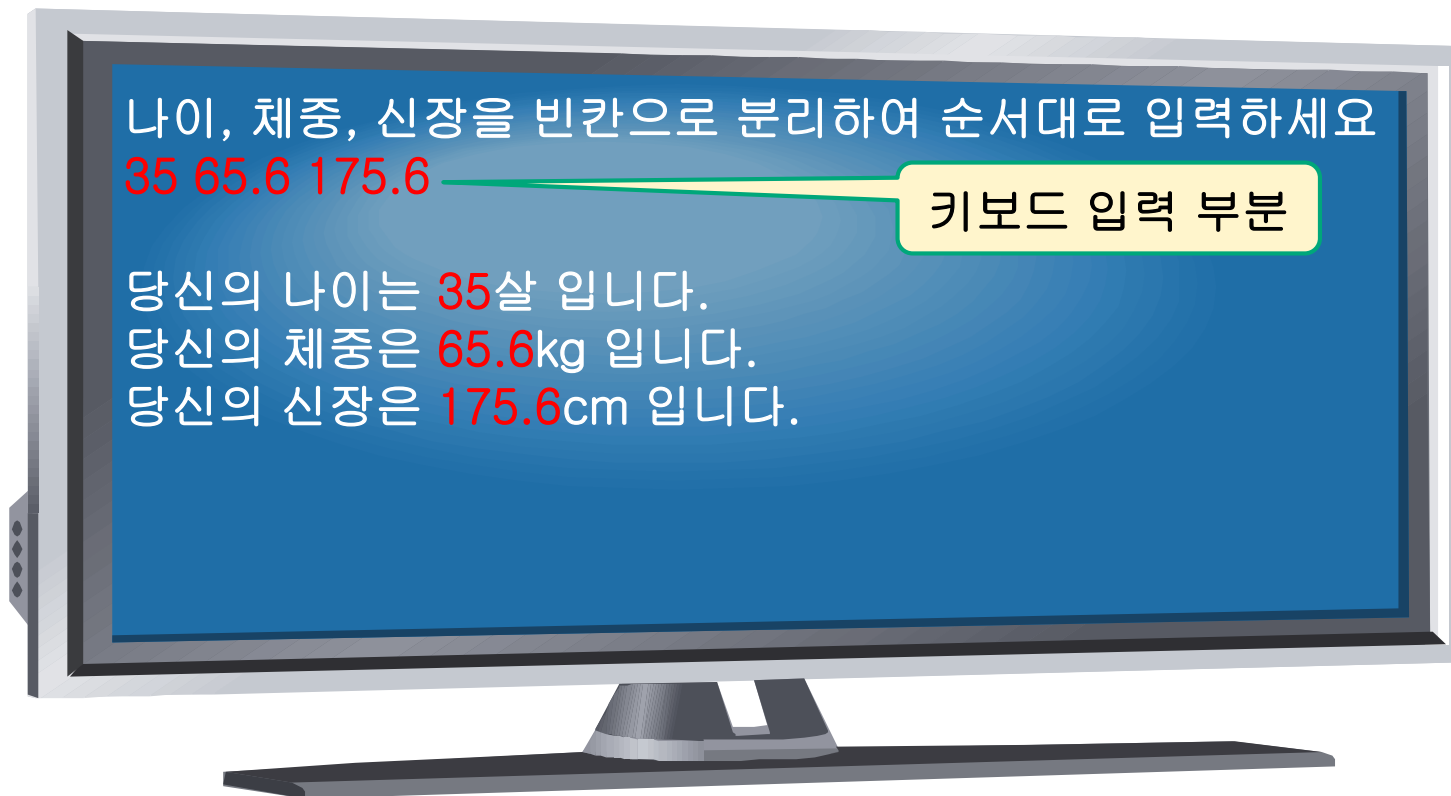 나이, 체중, 신장을 빈칸으로 분리하여 순서대로 입력하세요
35 65.6 175.6
키보드 입력 부분
당신의 나이는 35살 입니다.
당신의 체중은 65.6kg 입니다.
당신의 신장은 175.6cm 입니다.